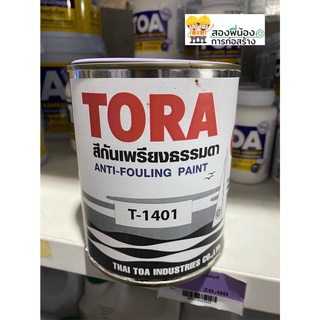 สองพี่น้อง
การก่อสร้าง
TORA
สีกันเพรียงธรรมดา
ANTI-FOULING PAINT
T-1401
THAI TOA INDUSTRIES CO.,LTD.
20.00